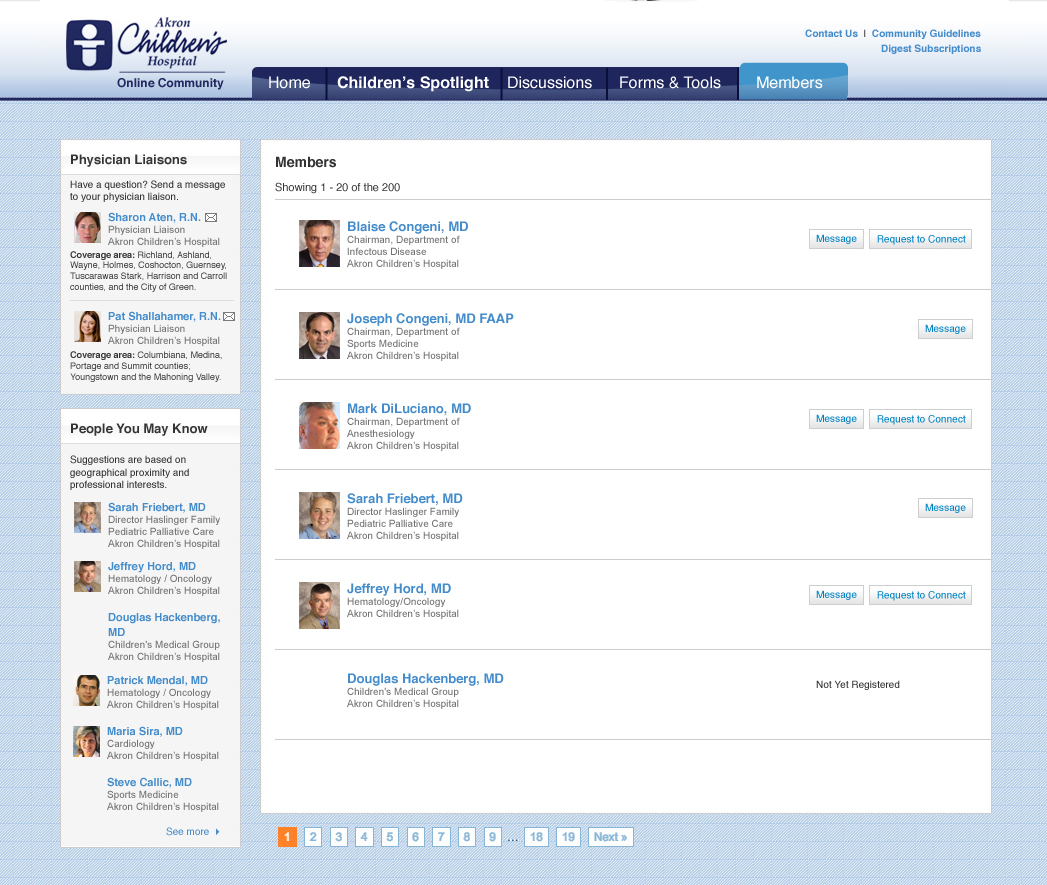 Akron
Children's
Hospital
Online Community
Contact Us | Community Guidelines
Digest Subscriptions
Home
Children's Spotlight
Discussions
Forms & Tools
Members
Physician Liaisons
Have a question? Send a message
to your physician liaison.
Sharon Aten, R.N.
Physician Liaison
Akron Children's Hospital
Coverage area: Richland, Ashland,
Wayne, Holmes, Coshocton, Guernsey,
Tuscarawas Stark, Harrison and Carroll
counties, and the City of Green.
Pat Shallahamer, R.N.
Physician Liaison
Akron Children's Hospital
Coverage area: Columbiana, Medina,
Portage and Summit counties;
Youngstown and the Mahoning Valley.
People You May Know
Suggestions are based on
geographical proximity and
professional interests.
Sarah Friebert, MD
Director Haslinger Family
Pediatric Palliative Care
Akron Children's Hospital
Jeffrey Hord, MD
Hematology / Oncology
Akron Children's Hospital
Douglas Hackenberg,
MD
Children's Medical Group
Akron Children's Hospital
Patrick Mendal, MD
Hematology / Oncology
Akron Children's Hospital
Maria Sira, MD
Cardiology
Akron Children's Hospital
Steve Callic, MD
Sports Medicine
Akron Children's Hospital
See more
Members
Showing 1 - 20 of the 200
Blaise Congeni, MD
Chairman, Department of
Infectous Disease
Akron Children's Hospital
Message
Request to Connect
Joseph Congeni, MD FAAP
Chairman, Department of
Sports Medicine
Akron Children's Hospital
Message
Mark DiLuciano, MD
Chairman, Department of
Anesthesiology
Akron Children's Hospital
Message
Request to Connect
Sarah Friebert, MD
Director Haslinger Family
Pediatric Palliative Care
Akron Children's Hospital
Message
Jeffrey Hord, MD
Hematology/Oncology
Akron Children's Hospital
Message
Request to Connect
Douglas Hackenberg, MD
Children's Medical Group
Akron Children's Hospital
Not Yet Registered
1 2 3 4 5 6 7 8 9 ... 18 19 Next »